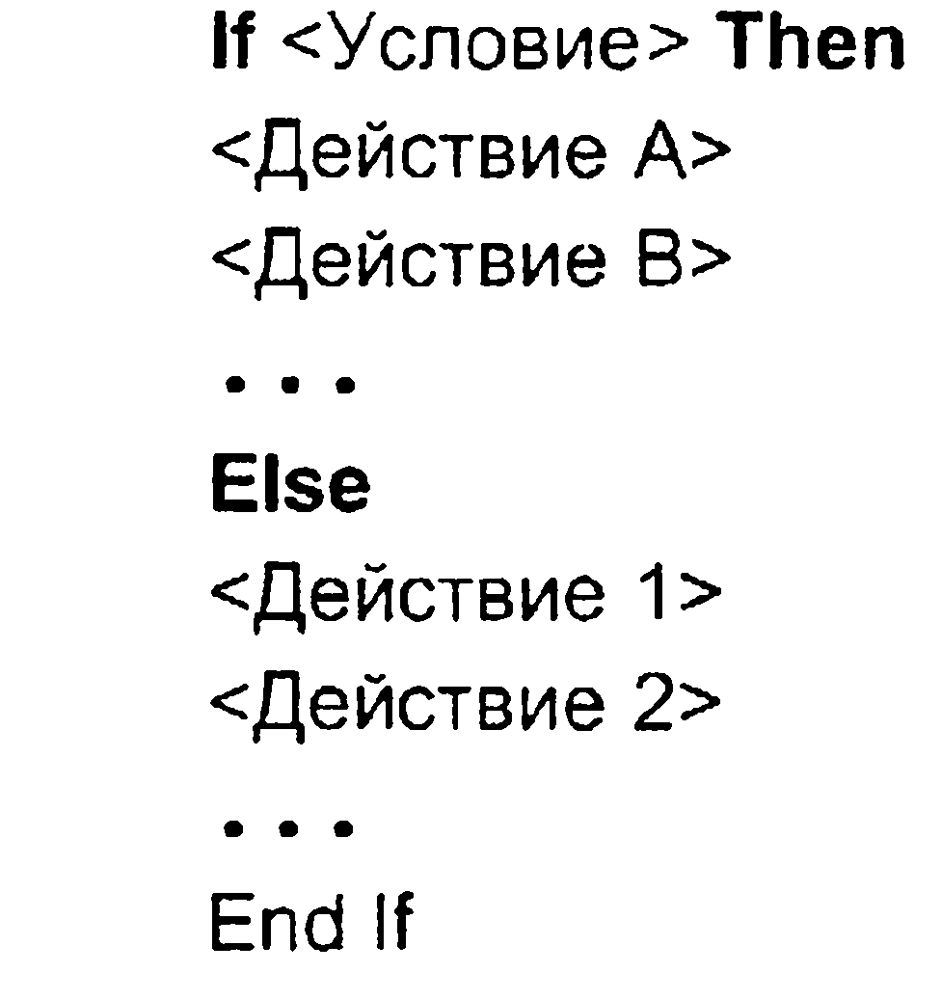 If <Условие> Then
<Действие A>
<Действие B>
...
Else
<Действие 1>
<Действие 2>
...
End If